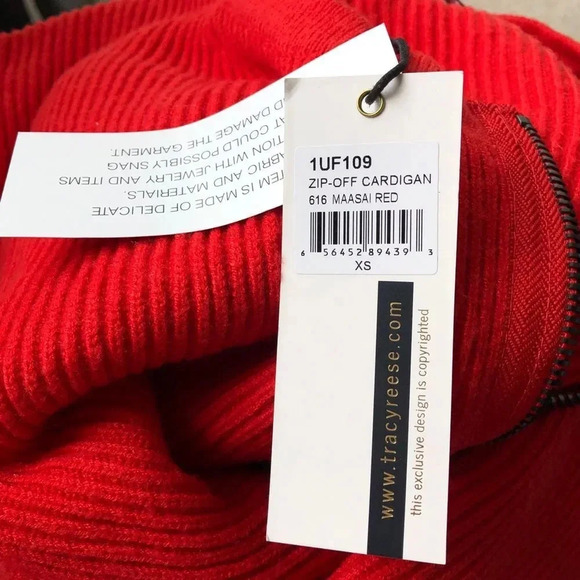 1UF109
ZIP-OFF CARDIGAN
616 MAASAI RED
6 56452 89439 3
XS
www.tracyreese.com
this exclusive design is copyrighted
TEM IS MADE OF DELICATE
ABRIC AND MATERIALS.
TION WITH JEWELRY AND ITEMS
AT COULD POSSIBLY SNAG
DAMAGE THE GARMENT.